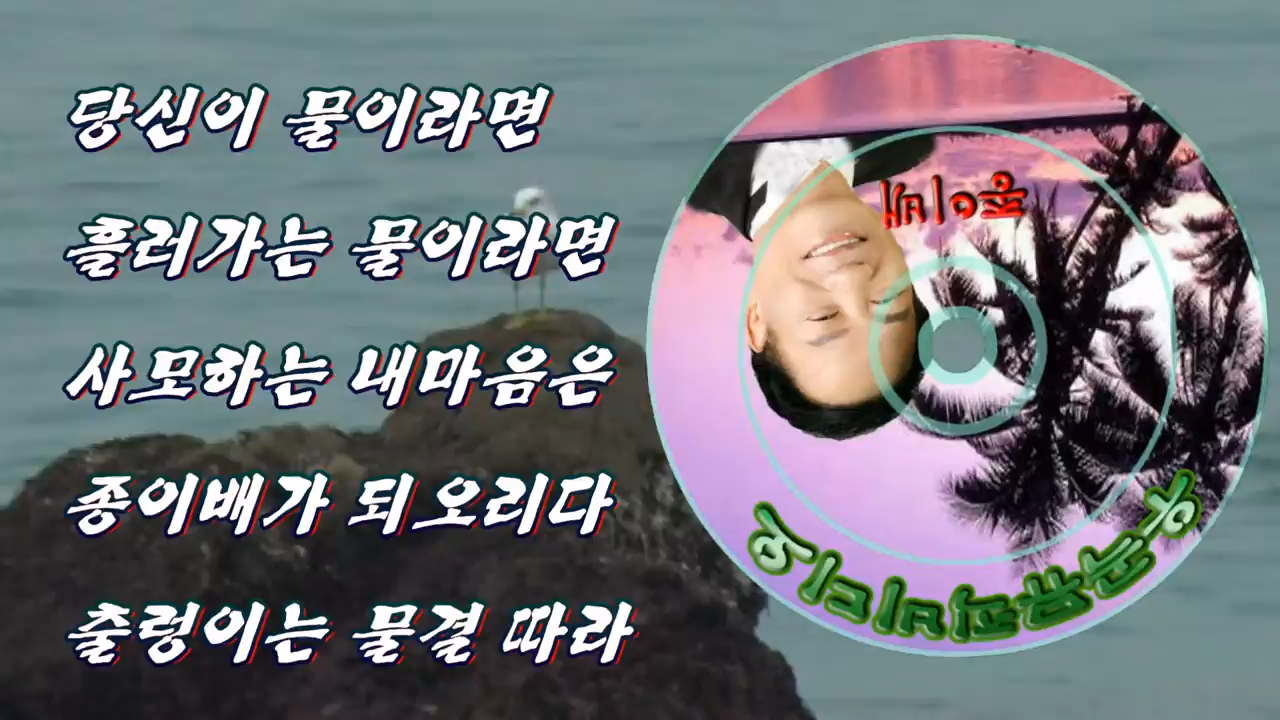 당신이 물이라면
흘러가는 물이라면
사모하는 내마음은
종이배가 되오리다
출렁이는 물결 따라